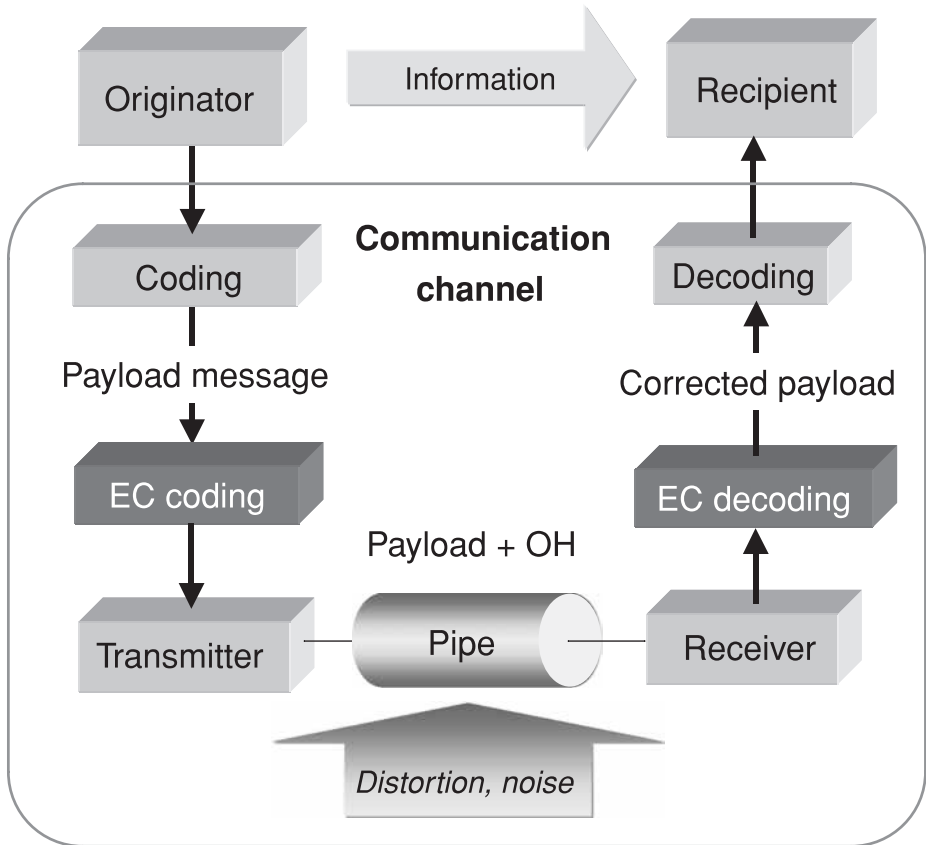 Originator
Information
Recipient
Communication
channel
Coding
Decoding
Payload message
Corrected payload
EC coding
EC decoding
Payload + OH
Transmitter
Pipe
Receiver
Distortion, noise